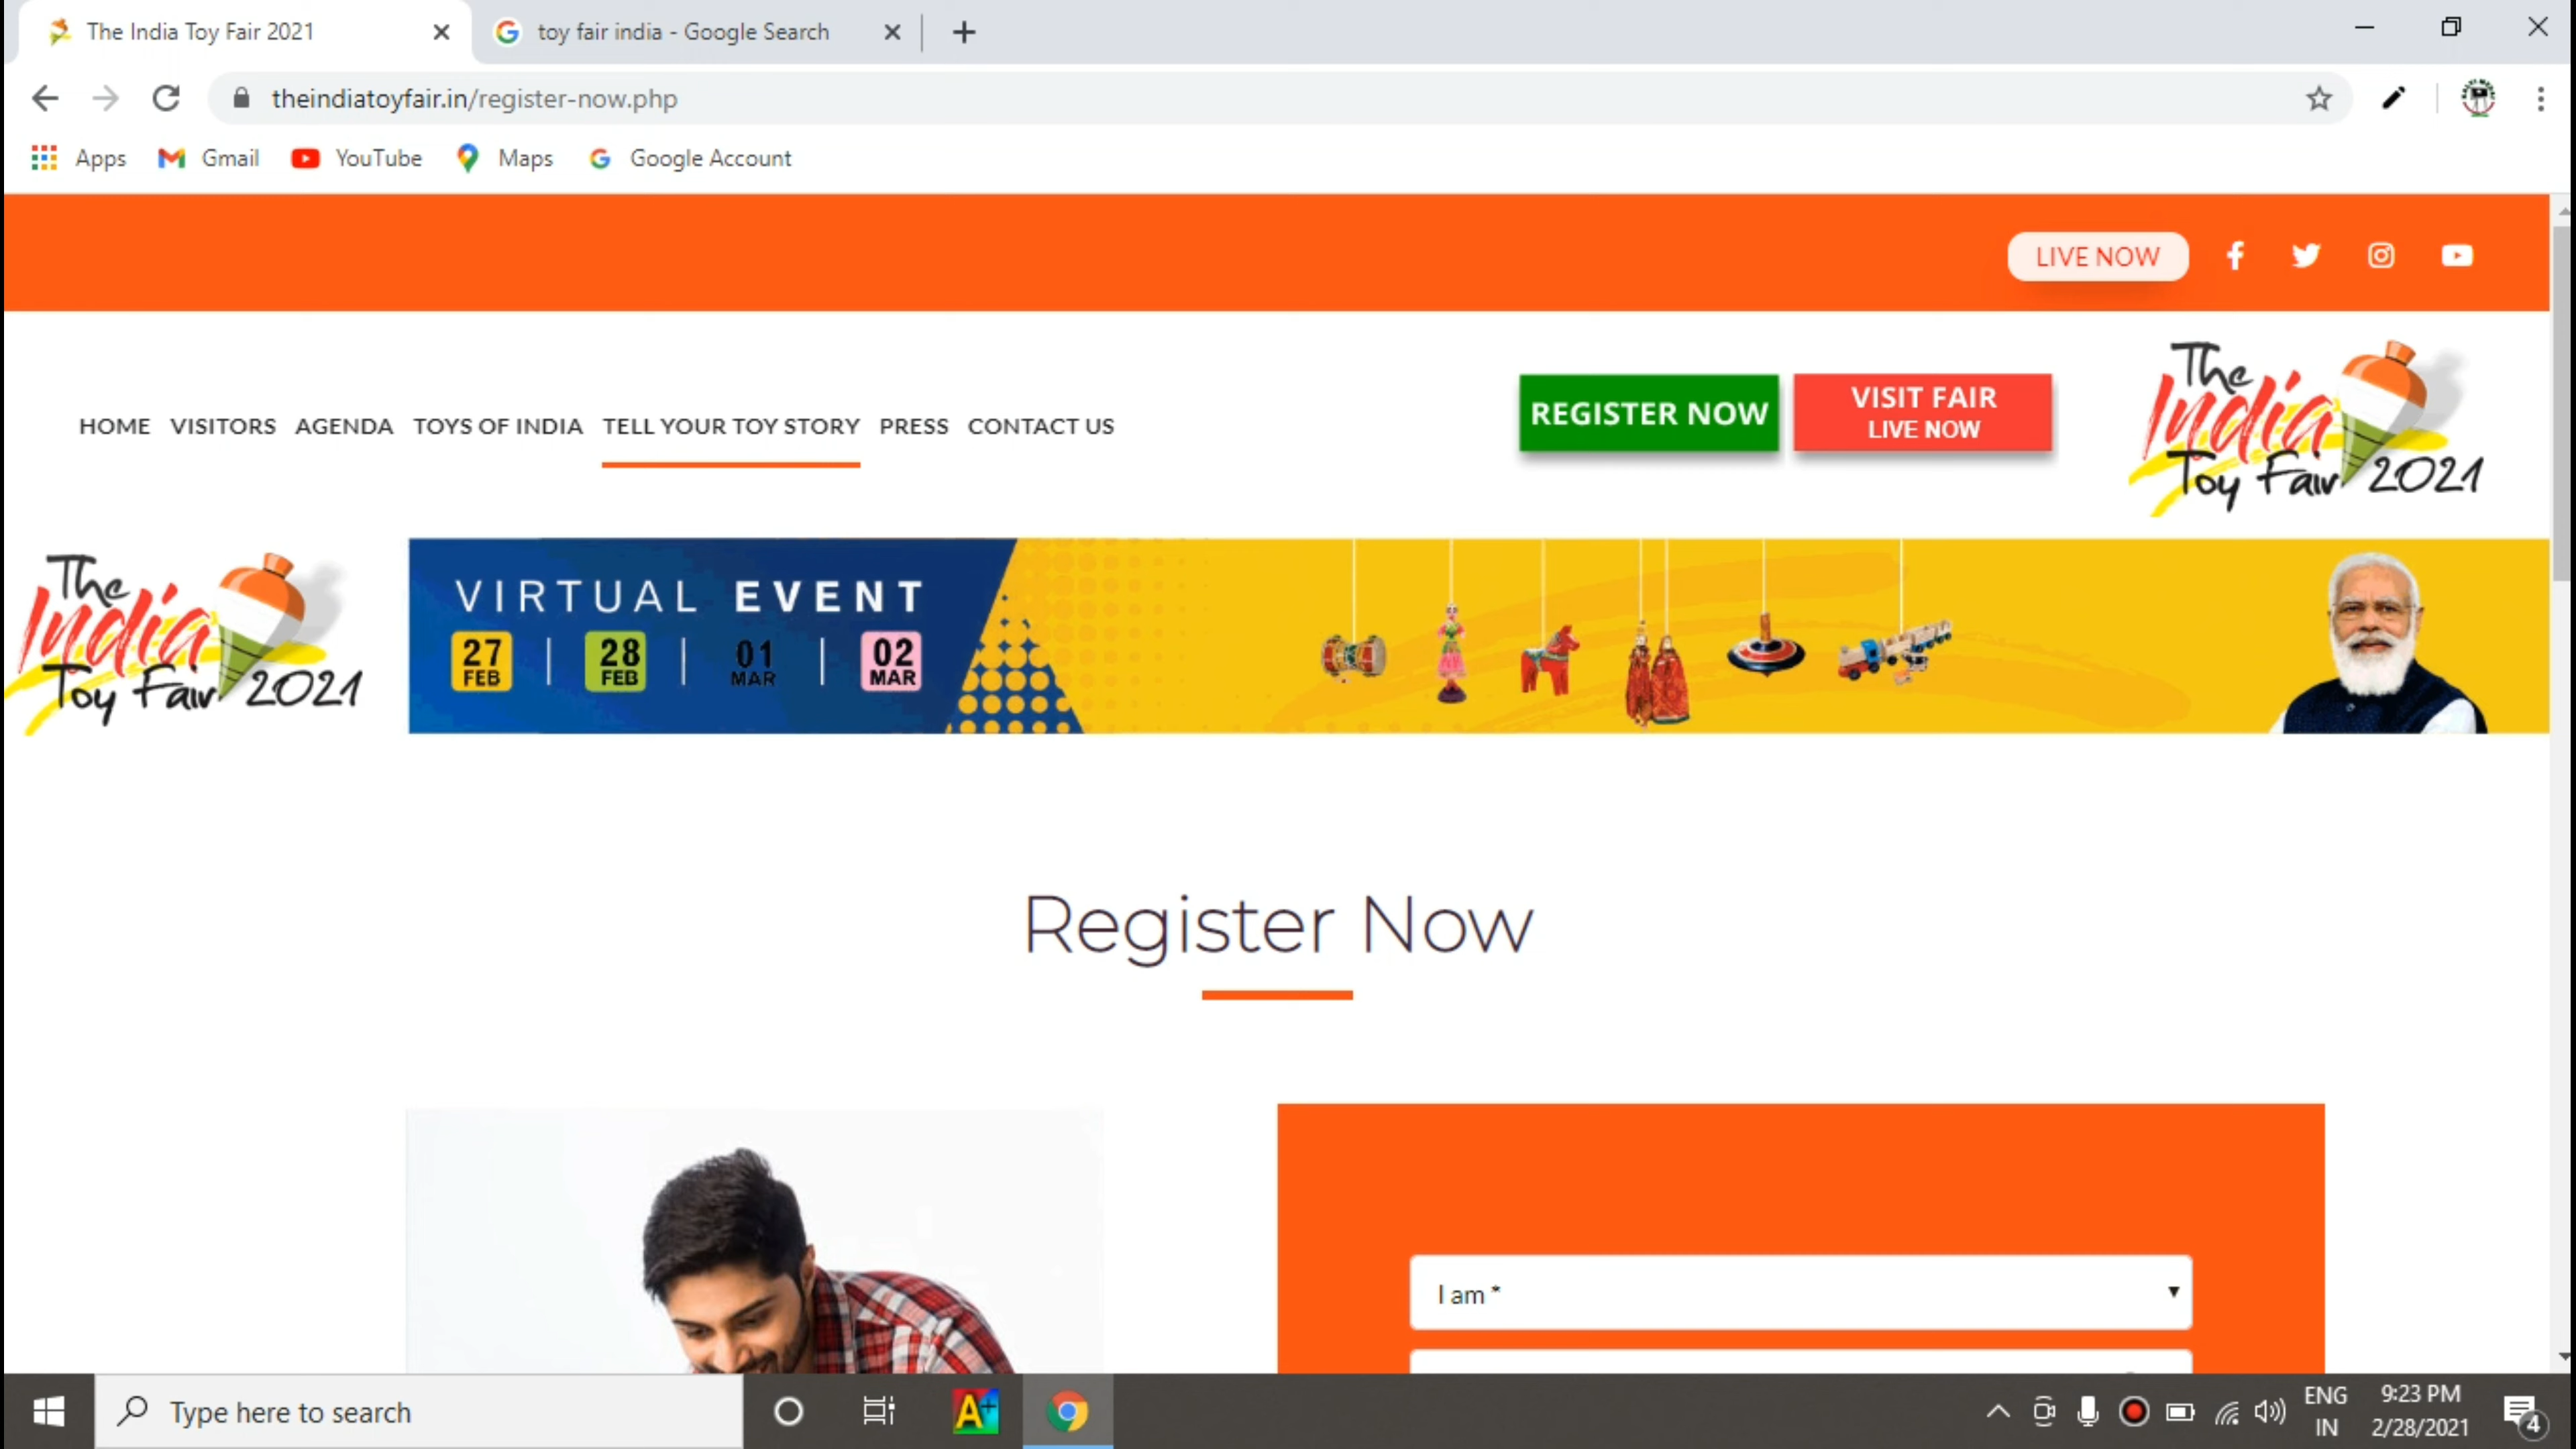 The India Toy Fair 2021
toy fair india - Google Search
theindiatoyfair.in/register-now.php
Apps Gmail YouTube Maps Google Account
LIVE NOW
HOME VISITORS AGENDA TOYS OF INDIA TELL YOUR TOY STORY PRESS CONTACT US
REGISTER NOW
VISIT FAIR
LIVE NOW
The
India
Toy Fair 2021
The
India
Toy Fair 2021
VIRTUAL EVENT
27 FEB | 28 FEB | 01 MAR | 02 MAR
Register Now
I am *
Type here to search
A+
ENG
IN
9:23 PM
2/28/2021
4